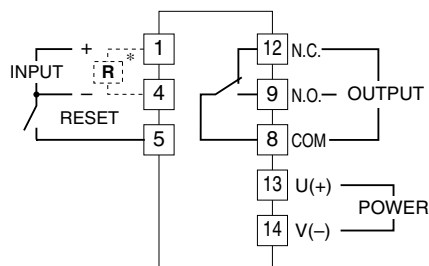 + 1 12 N.C.
INPUT R *
– 4 9 N.O. OUTPUT
RESET
5 8 COM
13 U(+)
POWER
14 V(–)